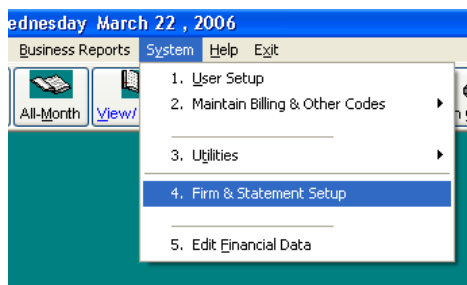 ednesday March 22 , 2006
Business Reports System Help Exit
1. User Setup
All-Month View/
2. Maintain Billing & Other Codes
3. Utilities
4. Firm & Statement Setup
5. Edit Financial Data